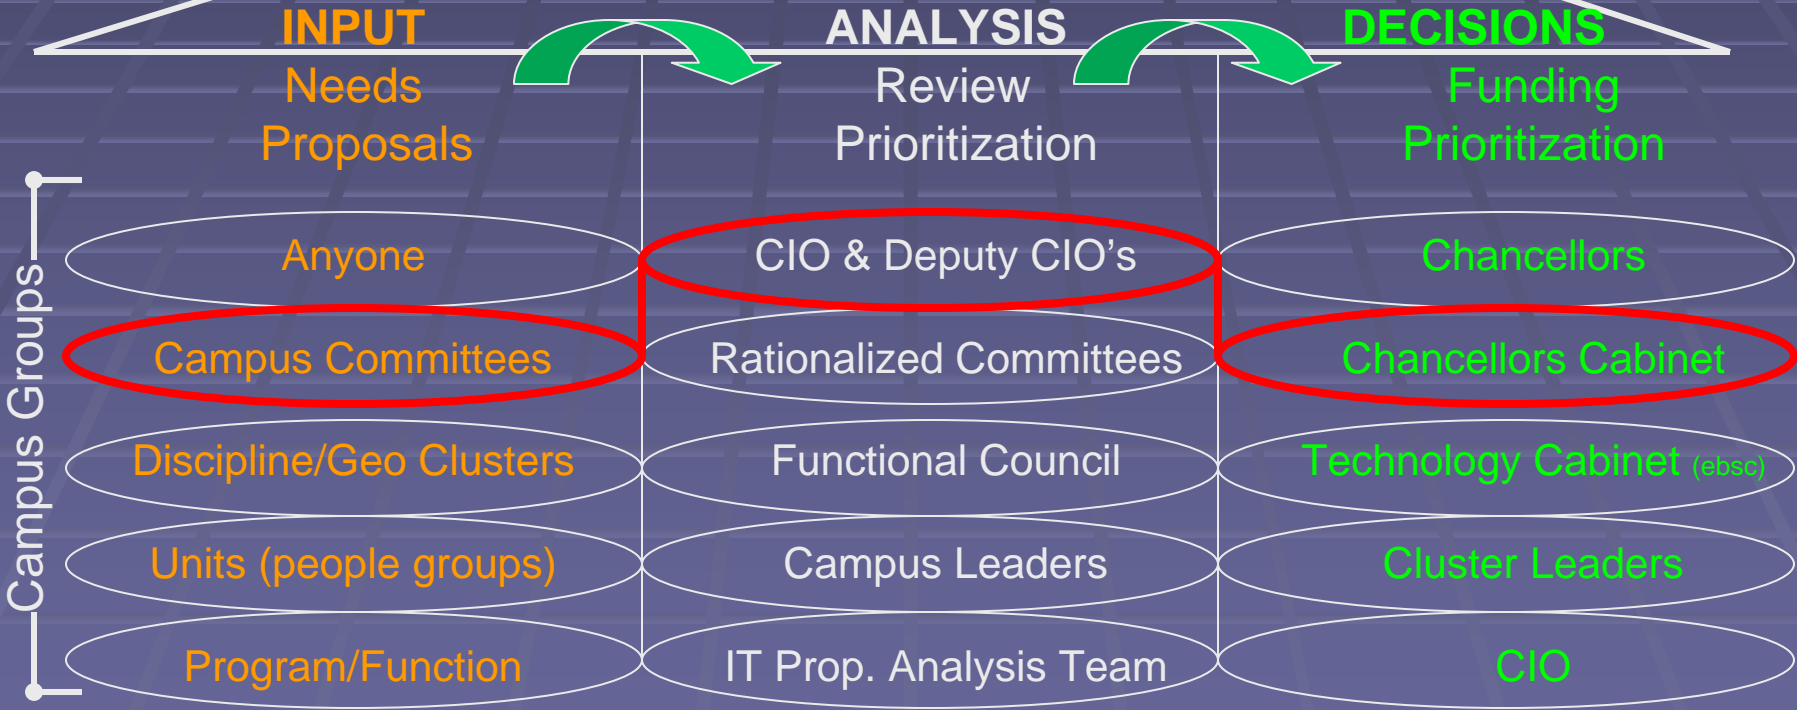 INPUT ANALYSIS DECISIONS
Needs Review Funding
Proposals Prioritization Prioritization
Campus Groups
Anyone CIO & Deputy CIO's Chancellors
Campus Committees Rationalized Committees Chancellors Cabinet
Discipline/Geo Clusters Functional Council Technology Cabinet (ebsc)
Units (people groups) Campus Leaders Cluster Leaders
Program/Function IT Prop. Analysis Team CIO